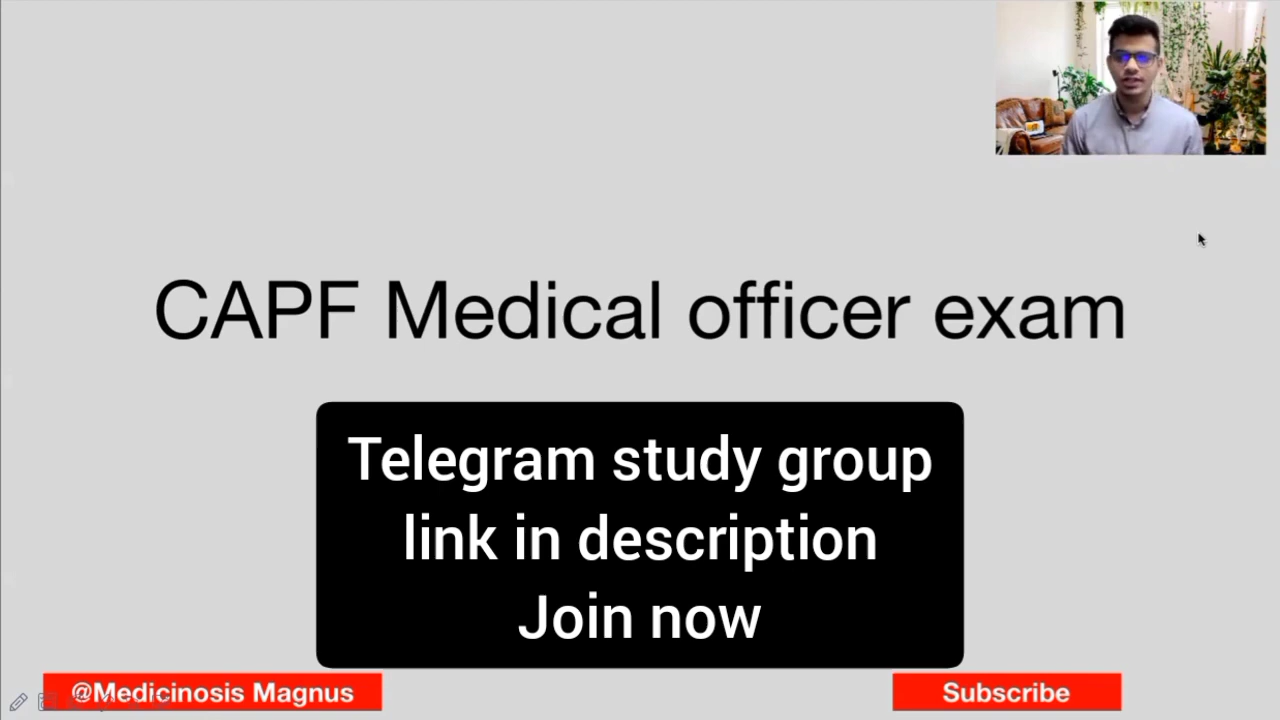 CAPF Medical officer exam
Telegram study group
link in description
Join now
@Medicinosis Magnus
Subscribe